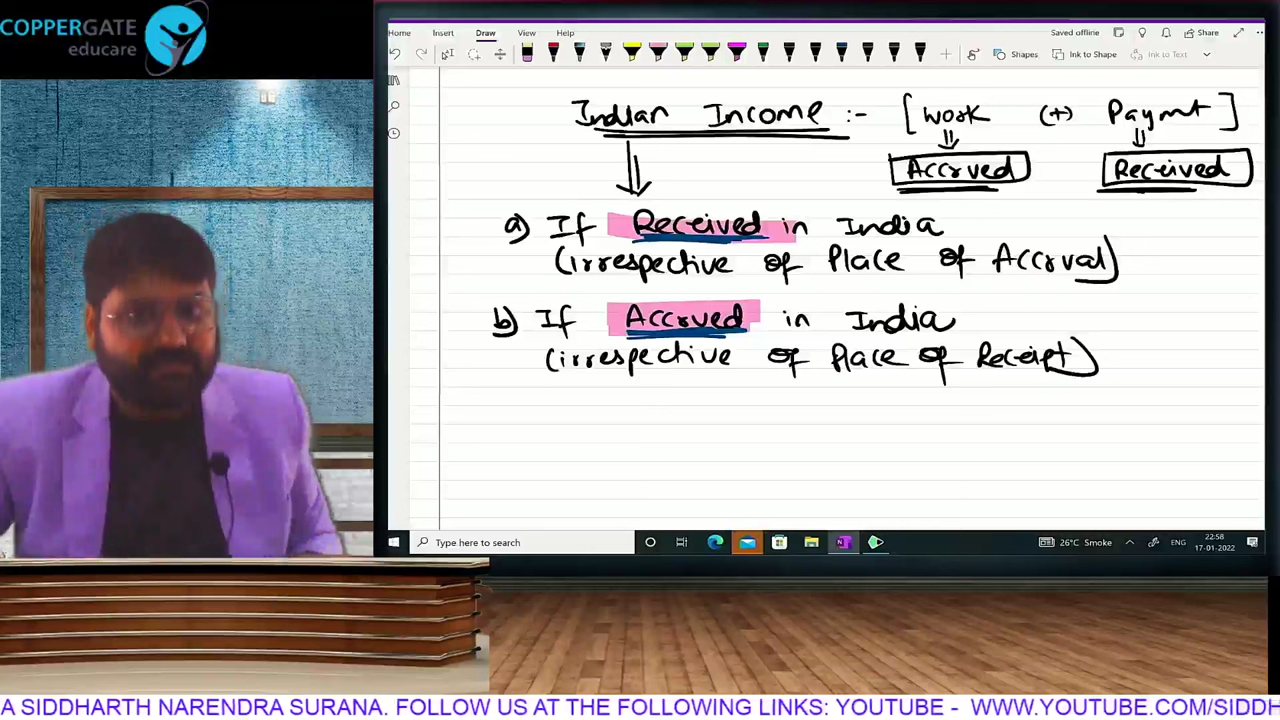 COPPERGATE
educare
Home Insert Draw View Help
Saved offline
Share
Shapes
Ink to Shape
Ink to Text
Indian Income :- [Work (+) Paymt]
Accrued Received
a) If Received in India
(irrespective of Place of Accrual)
b) If Accrued in India
(irrespective of Place of Receipt)
Type here to search
26°C Smoke
ENG
22:58
17-01-2022
A SIDDHARTH NARENDRA SURANA. FOLLOW US AT THE FOLLOWING LINKS: YOUTUBE - WWW.YOUTUBE.COM/SIDDH